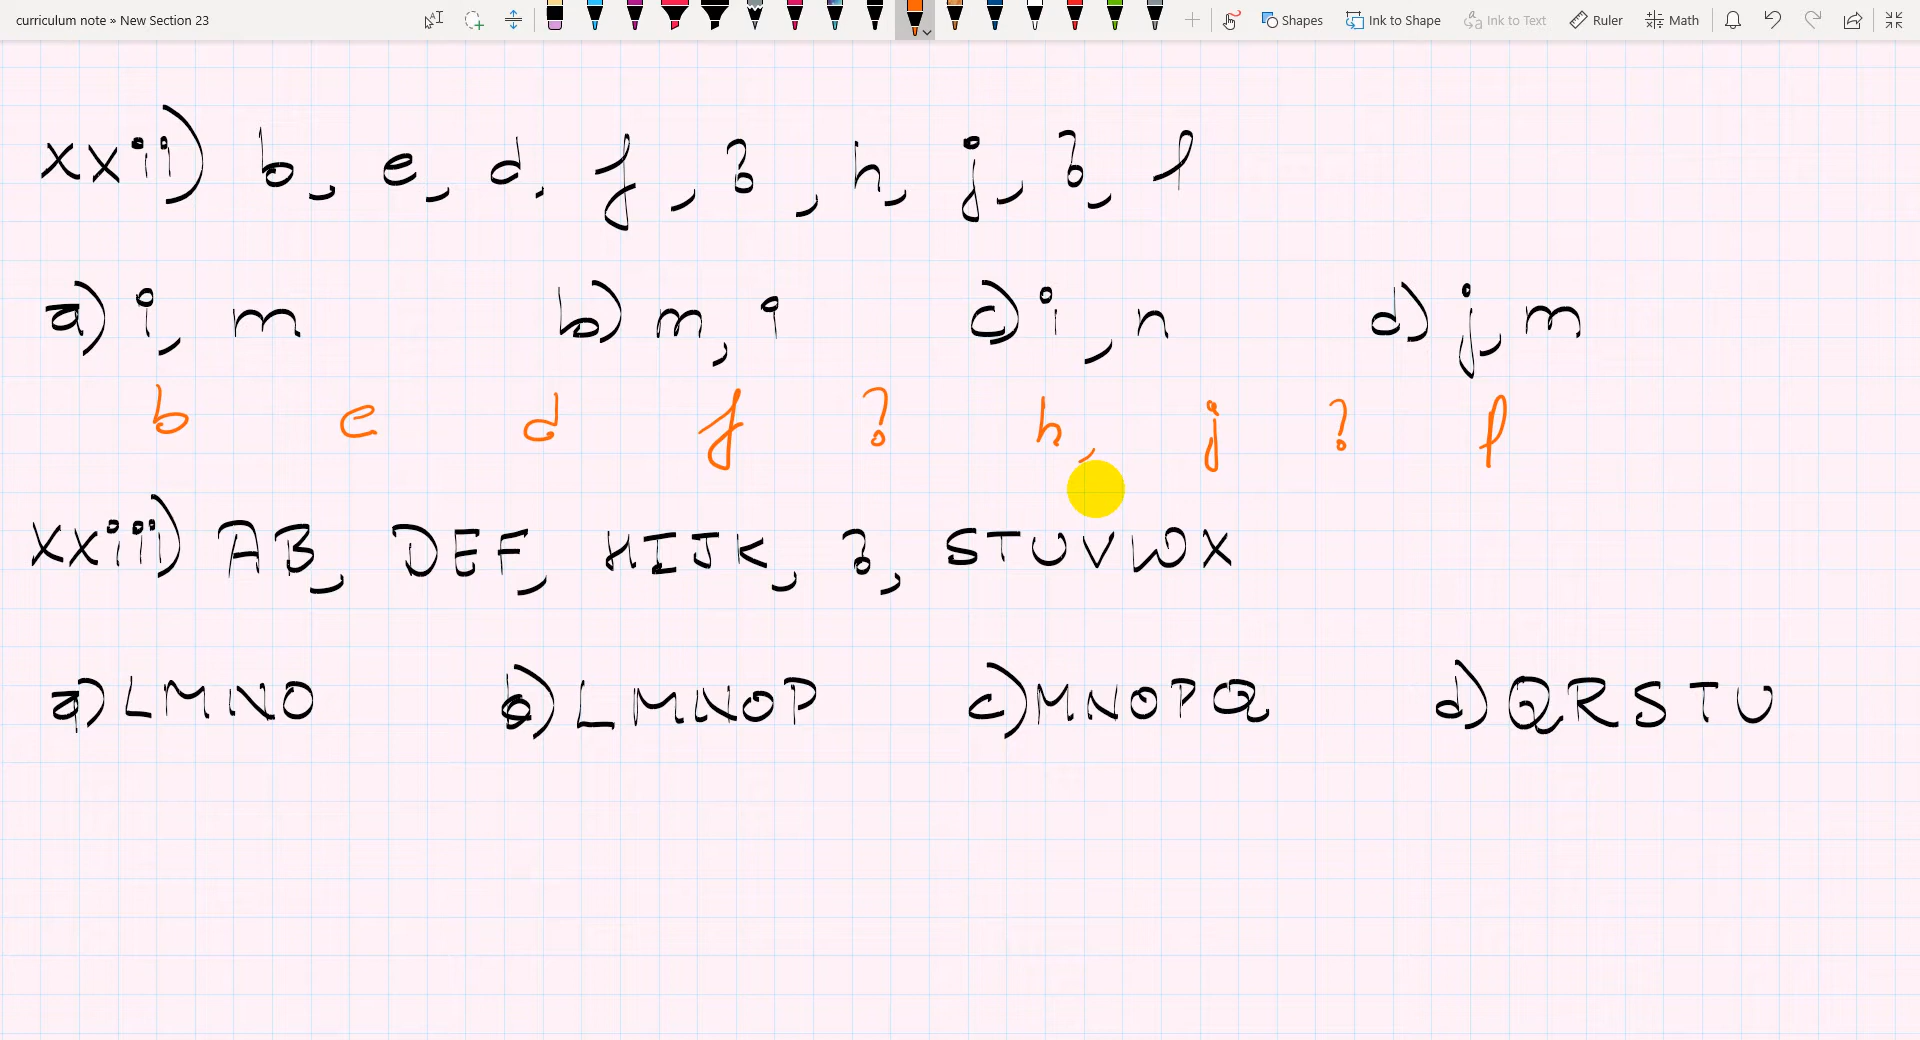 curriculum note » New Section 23 Shapes Ink to Shape Ink to Text Ruler Math
xxii) b, e, d, f, ?, h, j, ?, l
a) i, m b) m, i c) i, n d) j, m
b e d f ? h, j ? l
xxiii) AB, DEF, HIJK, ?, STUVWX
a) LMNO b) LMNOP c) MNOPQ d) QRSTU